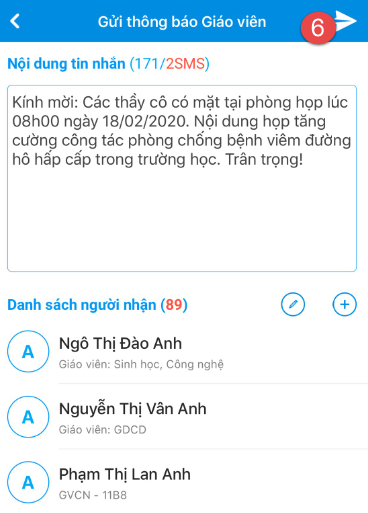 Gửi thông báo Giáo viên
6
Nội dung tin nhắn (171/2SMS)
Kính mời: Các thầy cô có mặt tại phòng họp lúc
08h00 ngày 18/02/2020. Nội dung họp tăng
cường công tác phòng chống bệnh viêm đường
hô hấp cấp trong trường học. Trân trọng!
Danh sách người nhận (89)
A
Ngô Thị Đào Anh
Giáo viên: Sinh học, Công nghệ
A
Nguyễn Thị Vân Anh
Giáo viên: GDCD
A
Phạm Thị Lan Anh
GVCN - 11B8